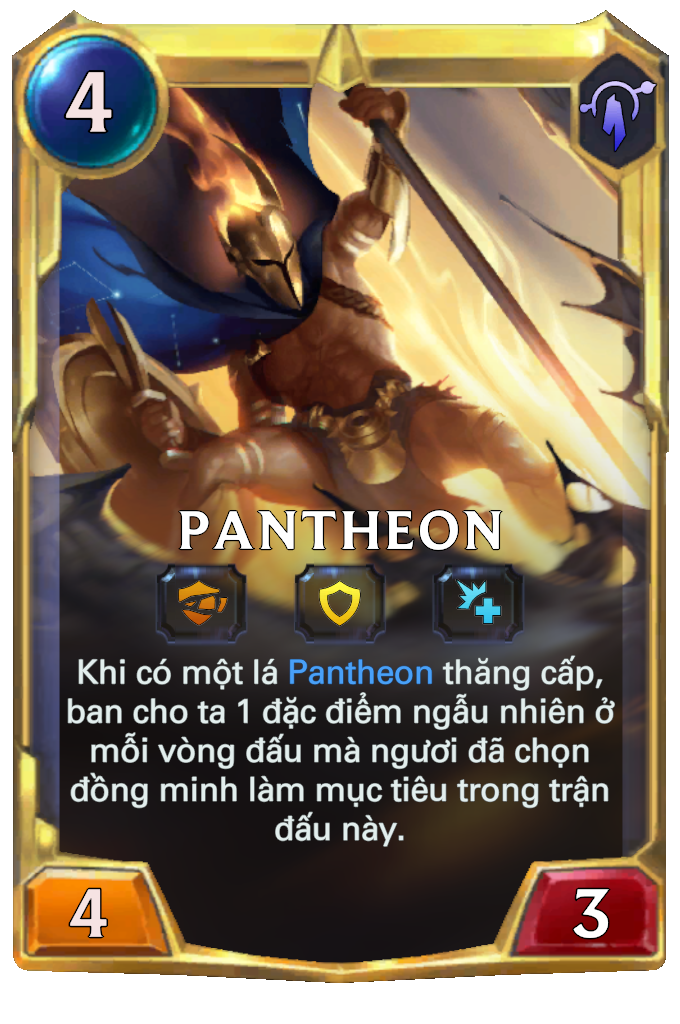 4
PANTHEON
Khi có một lá Pantheon thăng cấp,
ban cho ta 1 đặc điểm ngẫu nhiên ở
mỗi vòng đấu mà ngươi đã chọn
đồng minh làm mục tiêu trong trận
đấu này.
4
3